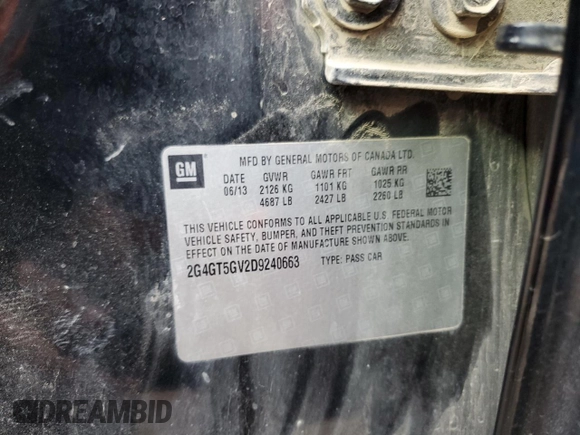 GM
MFD BY GENERAL MOTORS OF CANADA LTD.
DATE GVWR GAWR FRT GAWR RR
06/13 2126 KG 1101 KG 1025 KG
4687 LB 2427 LB 2260 LB
THIS VEHICLE CONFORMS TO ALL APPLICABLE U.S. FEDERAL MOTOR
VEHICLE SAFETY, BUMPER, AND THEFT PREVENTION STANDARDS IN
EFFECT ON THE DATE OF MANUFACTURE SHOWN ABOVE.
2G4GT5GV2D9240663 TYPE: PASS CAR
DREAMBID